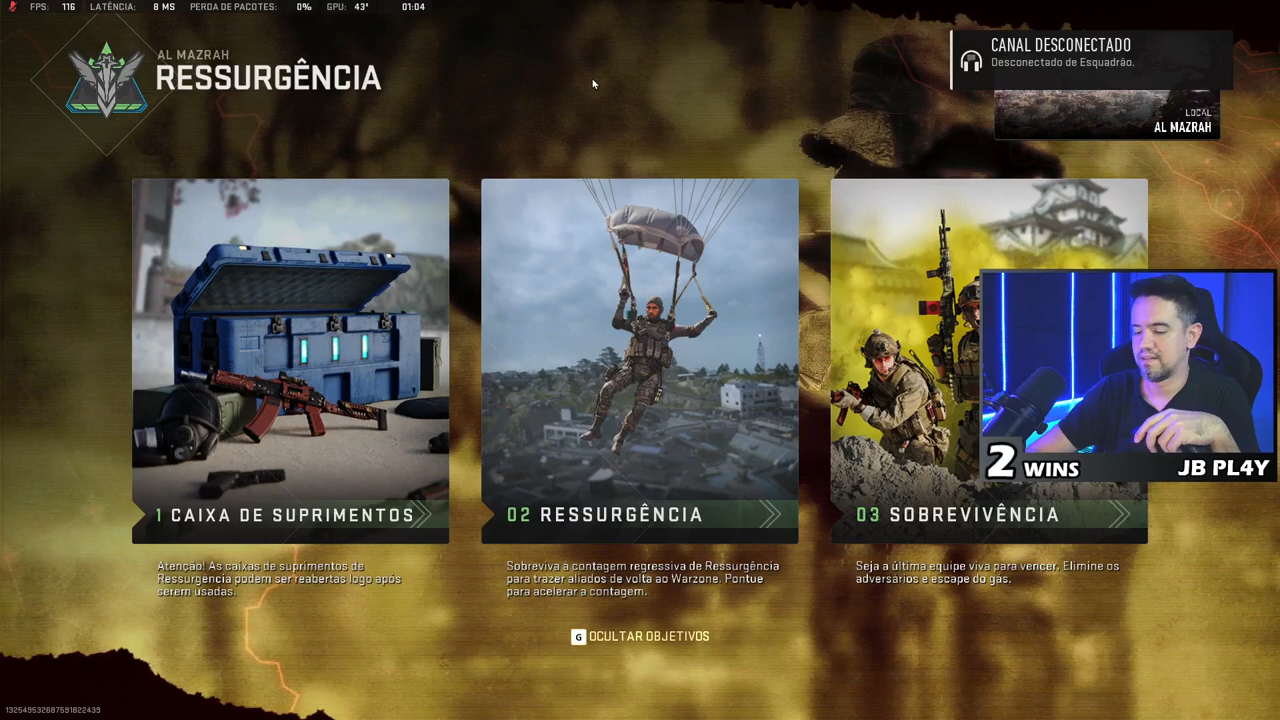 FPS: 116 LATÊNCIA: 8 MS PERDA DE PACOTES: 0% GPU: 43° 01:04
AL MAZRAH
RESSURGÊNCIA
CANAL DESCONECTADO
Desconectado de Esquadrão.
LOCAL
AL MAZRAH
1 CAIXA DE SUPRIMENTOS
Atenção! As caixas de suprimentos de
Ressurgência podem ser reabertas logo após
serem usadas.
02 RESSURGÊNCIA
Sobreviva à contagem regressiva de Ressurgência
para trazer aliados de volta ao Warzone. Pontue
para acelerar a contagem.
03 SOBREVIVÊNCIA
Seja a última equipe viva para vencer. Elimine os
adversários e escape do gás.
2 WINS
JB PL4Y
G OCULTAR OBJETIVOS
132549532687591822439